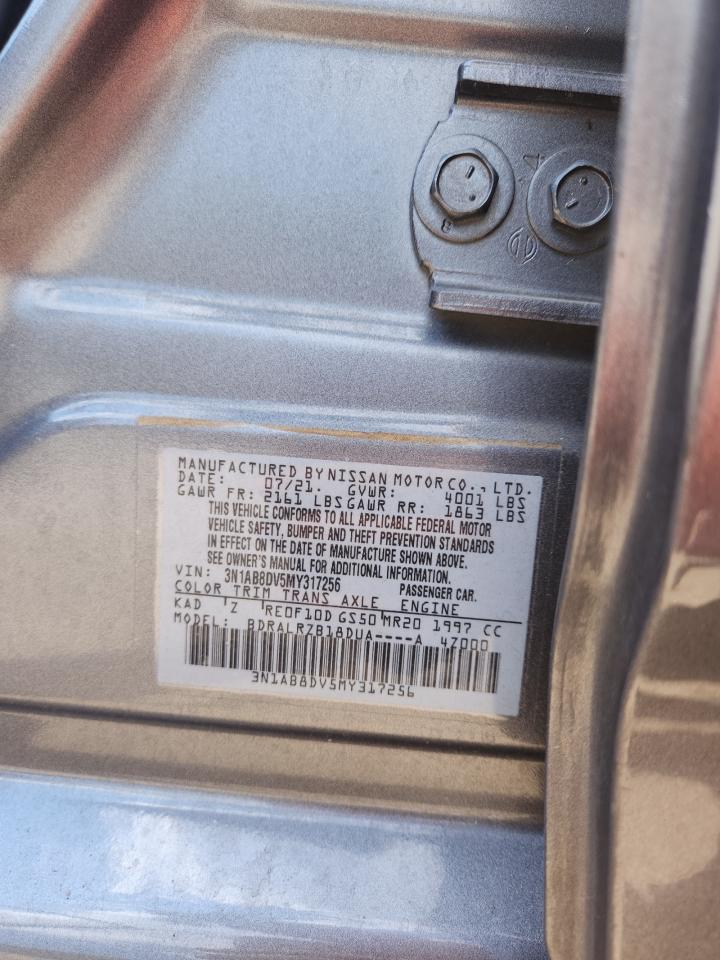 MANUFACTURED BY NISSAN MOTOR CO., LTD.
DATE: 07/21. GVWR: 4001 LBS
GAWR FR: 2161 LBS GAWR RR: 1863 LBS
THIS VEHICLE CONFORMS TO ALL APPLICABLE FEDERAL MOTOR
VEHICLE SAFETY, BUMPER AND THEFT PREVENTION STANDARDS
IN EFFECT ON THE DATE OF MANUFACTURE SHOWN ABOVE.
SEE OWNER'S MANUAL FOR ADDITIONAL INFORMATION.
VIN: 3N1AB8DV5MY317256 PASSENGER CAR.
COLOR TRIM TRANS AXLE ENGINE
KAD Z RE0F10D GS50 MR20 1997 CC
MODEL: BDRALRZB18DUA----A 4Z000
3N1AB8DV5MY317256